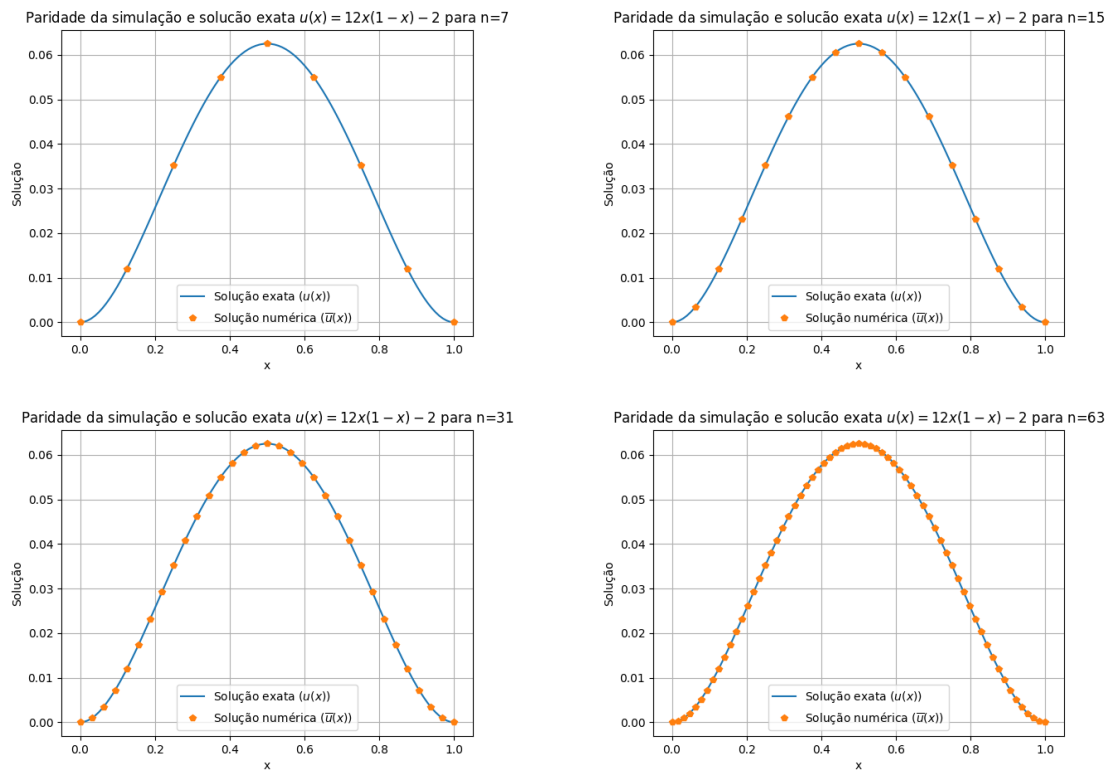 Paridade da simulação e solucão exata u(x) = 12x(1 − x) − 2 para n=7
0.06
0.05
0.04
0.03
0.02
0.01
0.00
Solução
Solução exata (u(x))
Solução numérica (u̅(x))
0.0 0.2 0.4 0.6 0.8 1.0
x
Paridade da simulação e solucão exata u(x) = 12x(1 − x) − 2 para n=15
0.06
0.05
0.04
0.03
0.02
0.01
0.00
Solução
Solução exata (u(x))
Solução numérica (u̅(x))
0.0 0.2 0.4 0.6 0.8 1.0
x
Paridade da simulação e solucão exata u(x) = 12x(1 − x) − 2 para n=31
0.06
0.05
0.04
0.03
0.02
0.01
0.00
Solução
Solução exata (u(x))
Solução numérica (u̅(x))
0.0 0.2 0.4 0.6 0.8 1.0
x
Paridade da simulação e solucão exata u(x) = 12x(1 − x) − 2 para n=63
0.06
0.05
0.04
0.03
0.02
0.01
0.00
Solução
Solução exata (u(x))
Solução numérica (u̅(x))
0.0 0.2 0.4 0.6 0.8 1.0
x